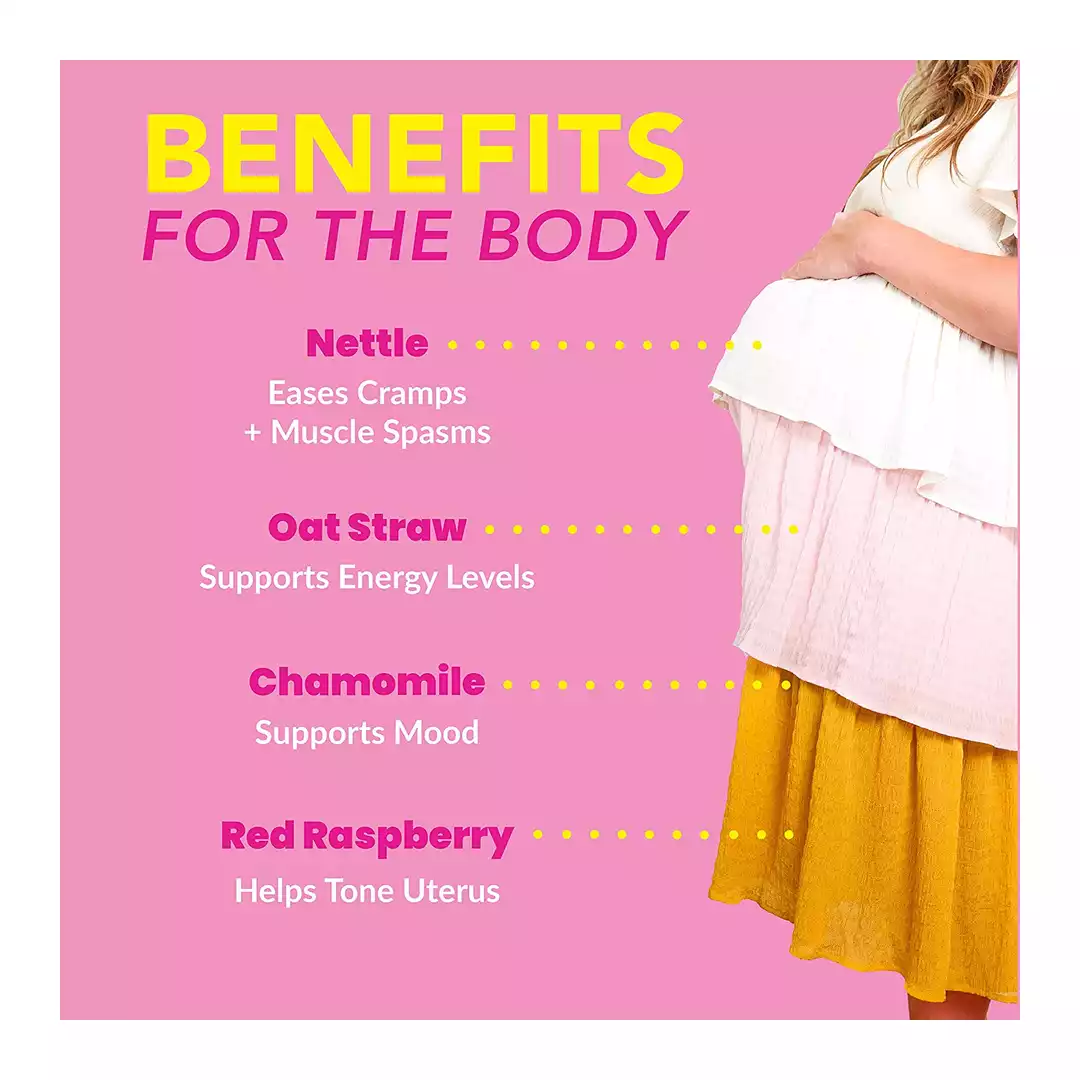 BENEFITS
FOR THE BODY
Nettle
Eases Cramps
+ Muscle Spasms
Oat Straw
Supports Energy Levels
Chamomile
Supports Mood
Red Raspberry
Helps Tone Uterus